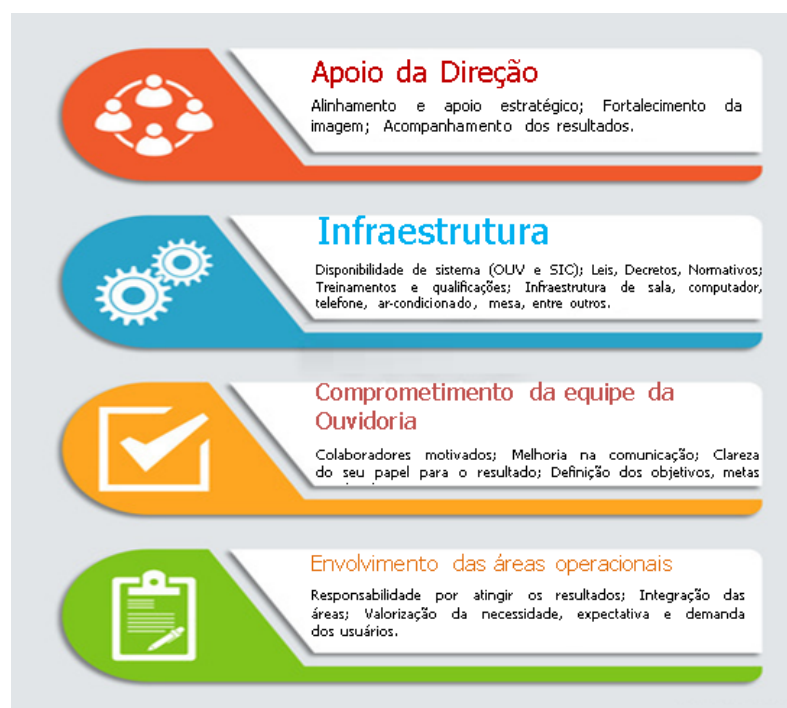 Apoio da Direção
Alinhamento e apoio estratégico; Fortalecimento da
imagem; Acompanhamento dos resultados.
Infraestrutura
Disponibilidade de sistema (OUV e SIC); Leis, Decretos, Normativos;
Treinamentos e qualificações; Infraestrutura de sala, computador,
telefone, ar-condicionado, mesa, entre outros.
Comprometimento da equipe da
Ouvidoria
Colaboradores motivados; Melhoria na comunicação; Clareza
do seu papel para o resultado; Definição dos objetivos, metas
Envolvimento das áreas operacionais
Responsabilidade por atingir os resultados; Integração das
áreas; Valorização da necessidade, expectativa e demanda
dos usuários.